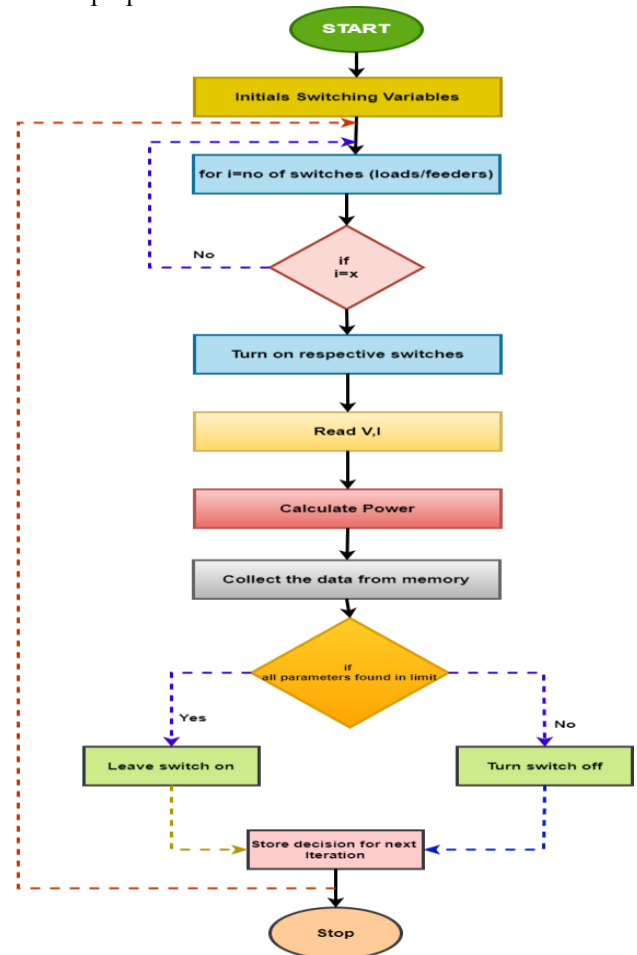 START
Initials Switching Variables
for i=no of switches (loads/feeders)
if
i=x
No
Turn on respective switches
Read V,I
Calculate Power
Collect the data from memory
if
all parameters found in limit
Yes
No
Leave switch on
Turn switch off
Store decision for next
Iteration
Stop